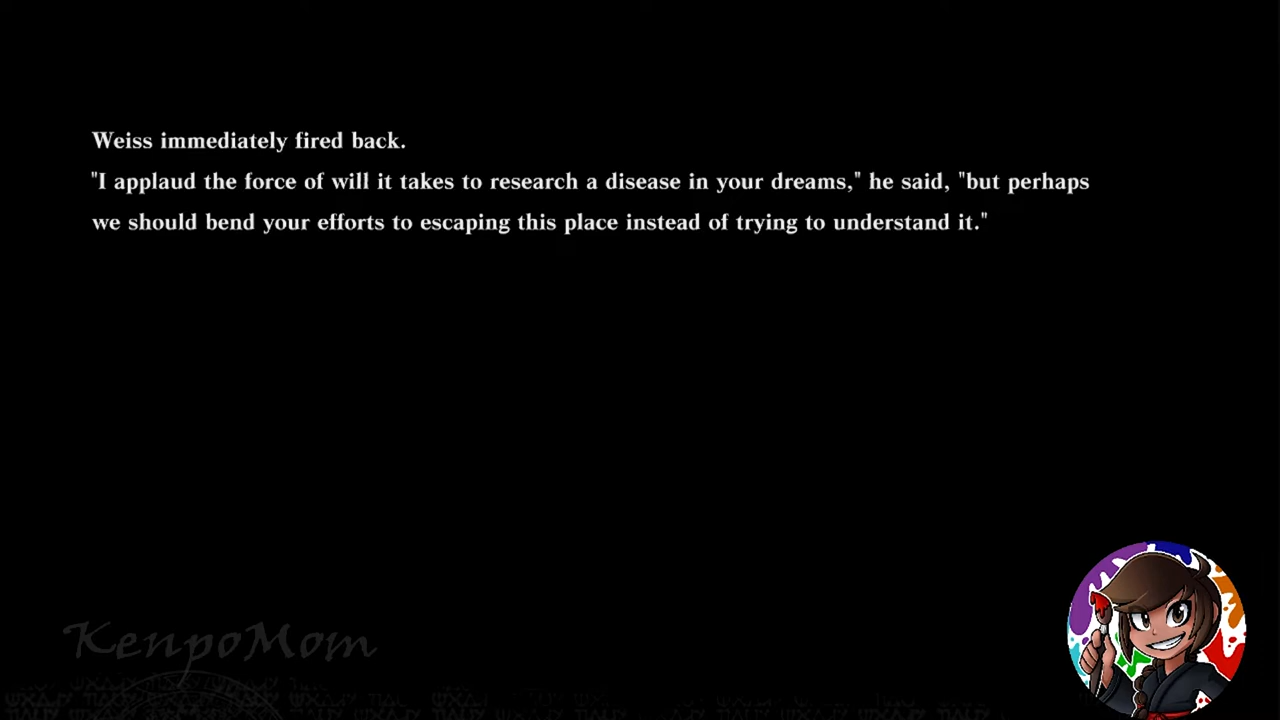 Weiss immediately fired back.
"I applaud the force of will it takes to research a disease in your dreams," he said, "but perhaps
we should bend your efforts to escaping this place instead of trying to understand it."
KenpoMom